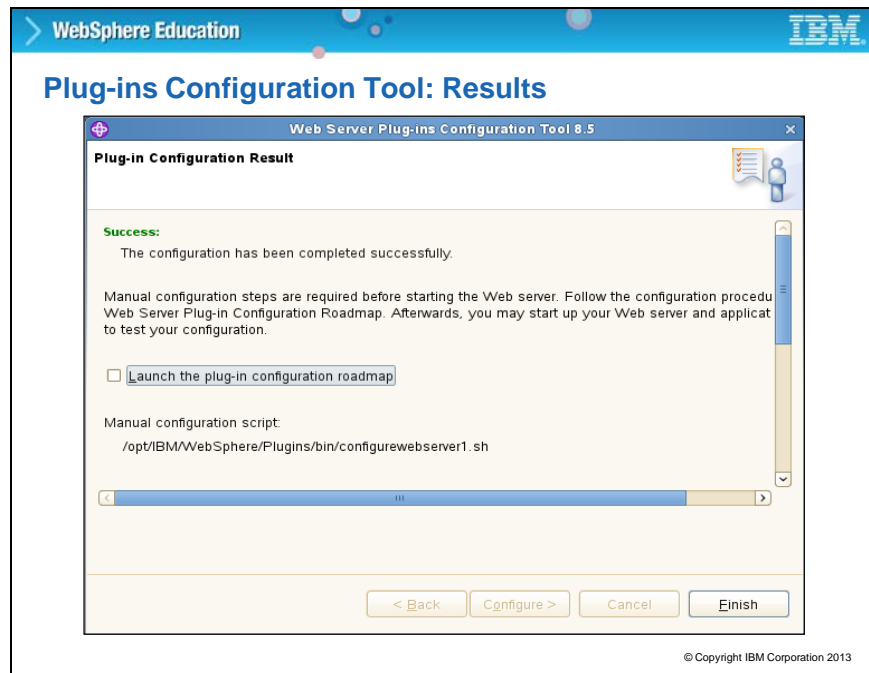 WebSphere Education
IBM.
Plug-ins Configuration Tool: Results
Web Server Plug-ins Configuration Tool 8.5
Plug-in Configuration Result
Success:
The configuration has been completed successfully.
Manual configuration steps are required before starting the Web server. Follow the configuration procedu
Web Server Plug-in Configuration Roadmap. Afterwards, you may start up your Web server and applicat
to test your configuration.
Launch the plug-in configuration roadmap
Manual configuration script:
/opt/IBM/WebSphere/Plugins/bin/configurewebserver1.sh
< Back
Configure >
Cancel
Finish
© Copyright IBM Corporation 2013